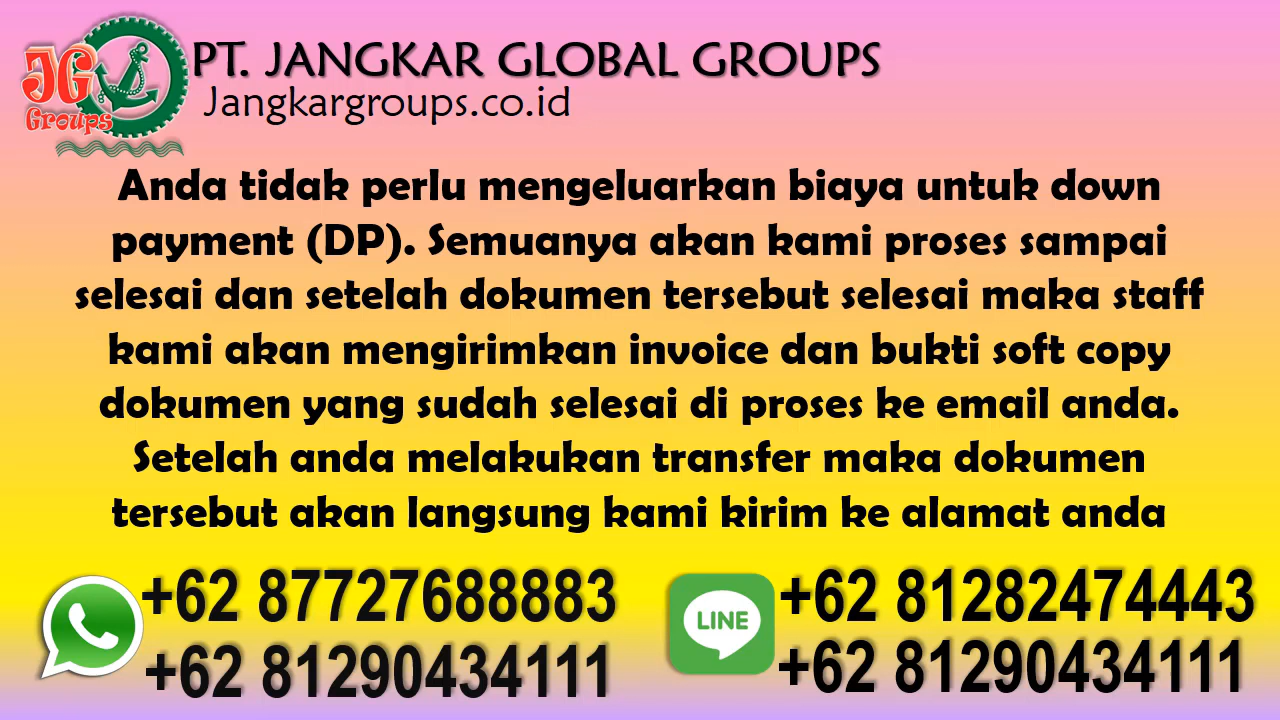 JG
Groups
PT. JANGKAR GLOBAL GROUPS
Jangkargroups.co.id
Anda tidak perlu mengeluarkan biaya untuk down
payment (DP). Semuanya akan kami proses sampai
selesai dan setelah dokumen tersebut selesai maka staff
kami akan mengirimkan invoice dan bukti soft copy
dokumen yang sudah selesai di proses ke email anda.
Setelah anda melakukan transfer maka dokumen
tersebut akan langsung kami kirim ke alamat anda
+62 87727688883
+62 81290434111
LINE
+62 81282474443
+62 81290434111